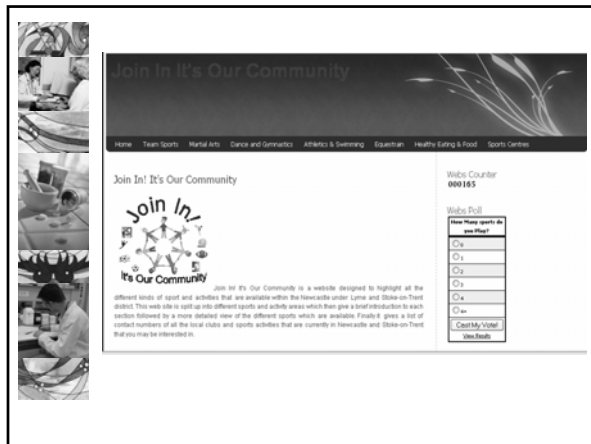 Join In It's Our Community
Home Team Sports Martial Arts Dance and Gymnastics Athletics & Swimming Equestrian Healthy Eating & Food Sports Centres
Join In! It's Our Community
Join In!
It's Our Community
Join In! It's Our Community is a website designed to highlight all the
different kinds of sport and activities that are available within the Newcastle under Lyme and Stoke-on-Trent
district. This web site is split up into different sports and activity areas which then give a brief introduction to each
section followed by a more detailed view of the different sports which are available. Finally it gives a list of
contact numbers of all the local clubs and sports activities that are currently in Newcastle and Stoke-on-Trent
that you may be interested in.
Webs Counter
000165
Webs Poll
How Many sports do
you Play?
0
1
2
3
4
4+
Cast My Vote!
View Results